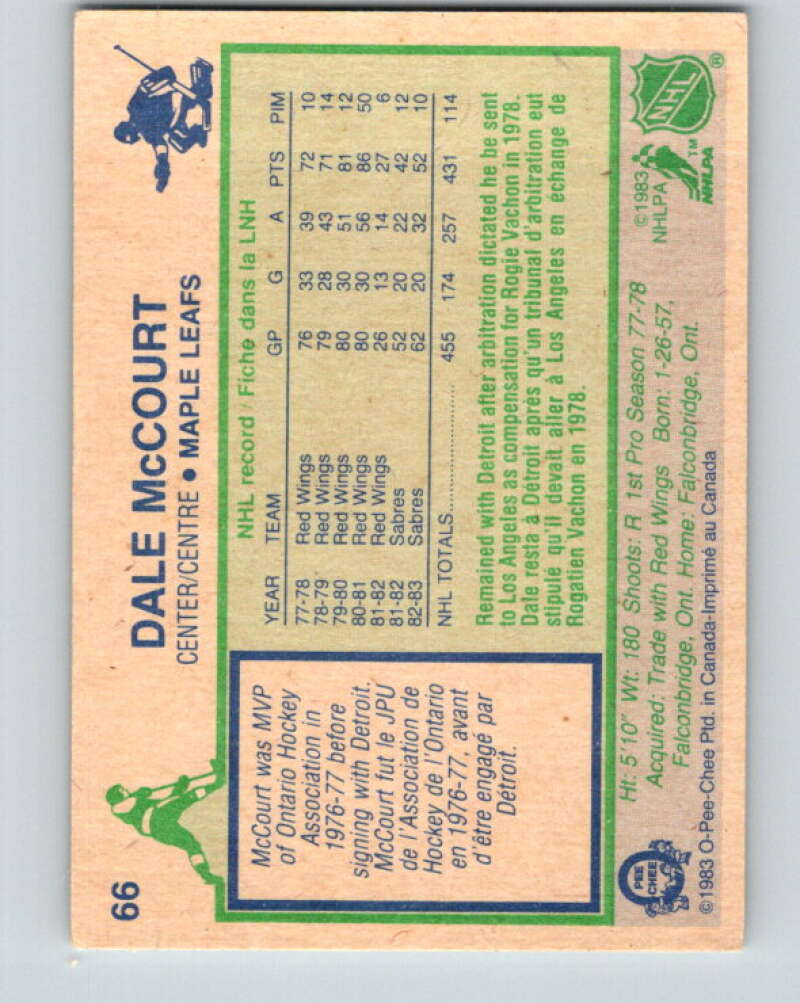 66
DALE McCOURT
CENTER/CENTRE • MAPLE LEAFS
McCourt was MVP
of Ontario Hockey
Association in
1976-77 before
signing with Detroit.
McCourt fut le JPU
de l'Association de
Hockey de l'Ontario
en 1976-77, avant
d'être engagé par
Détroit.
NHL record / Fiche dans la LNH
YEAR TEAM GP G A PTS PIM
77-78 Red Wings 76 33 39 72 10
78-79 Red Wings 79 28 43 71 14
79-80 Red Wings 80 30 51 81 12
80-81 Red Wings 80 30 56 86 50
81-82 Red Wings 26 13 14 27 6
81-82 Sabres 52 20 22 42 12
82-83 Sabres 62 20 32 52 10
NHL TOTALS.................. 455 174 257 431 114
Remained with Detroit after arbitration dictated he be sent
to Los Angeles as compensation for Rogie Vachon in 1978.
Dale resta à Détroit après qu'un tribunal d'arbitration eut
stipulé qu'il devait aller à Los Angeles en échange de
Rogatien Vachon en 1978.
Ht: 5'10" Wt: 180 Shoots: R 1st Pro Season 77-78
Acquired: Trade with Red Wings Born: 1-26-57,
Falconbridge, Ont. Home: Falconbridge, Ont.
©1983 O-Pee-Chee Ptd. in Canada-Imprimé au Canada
O PEE CHEE
©1983
NHLPA
TM
NHLPA
NHL
®